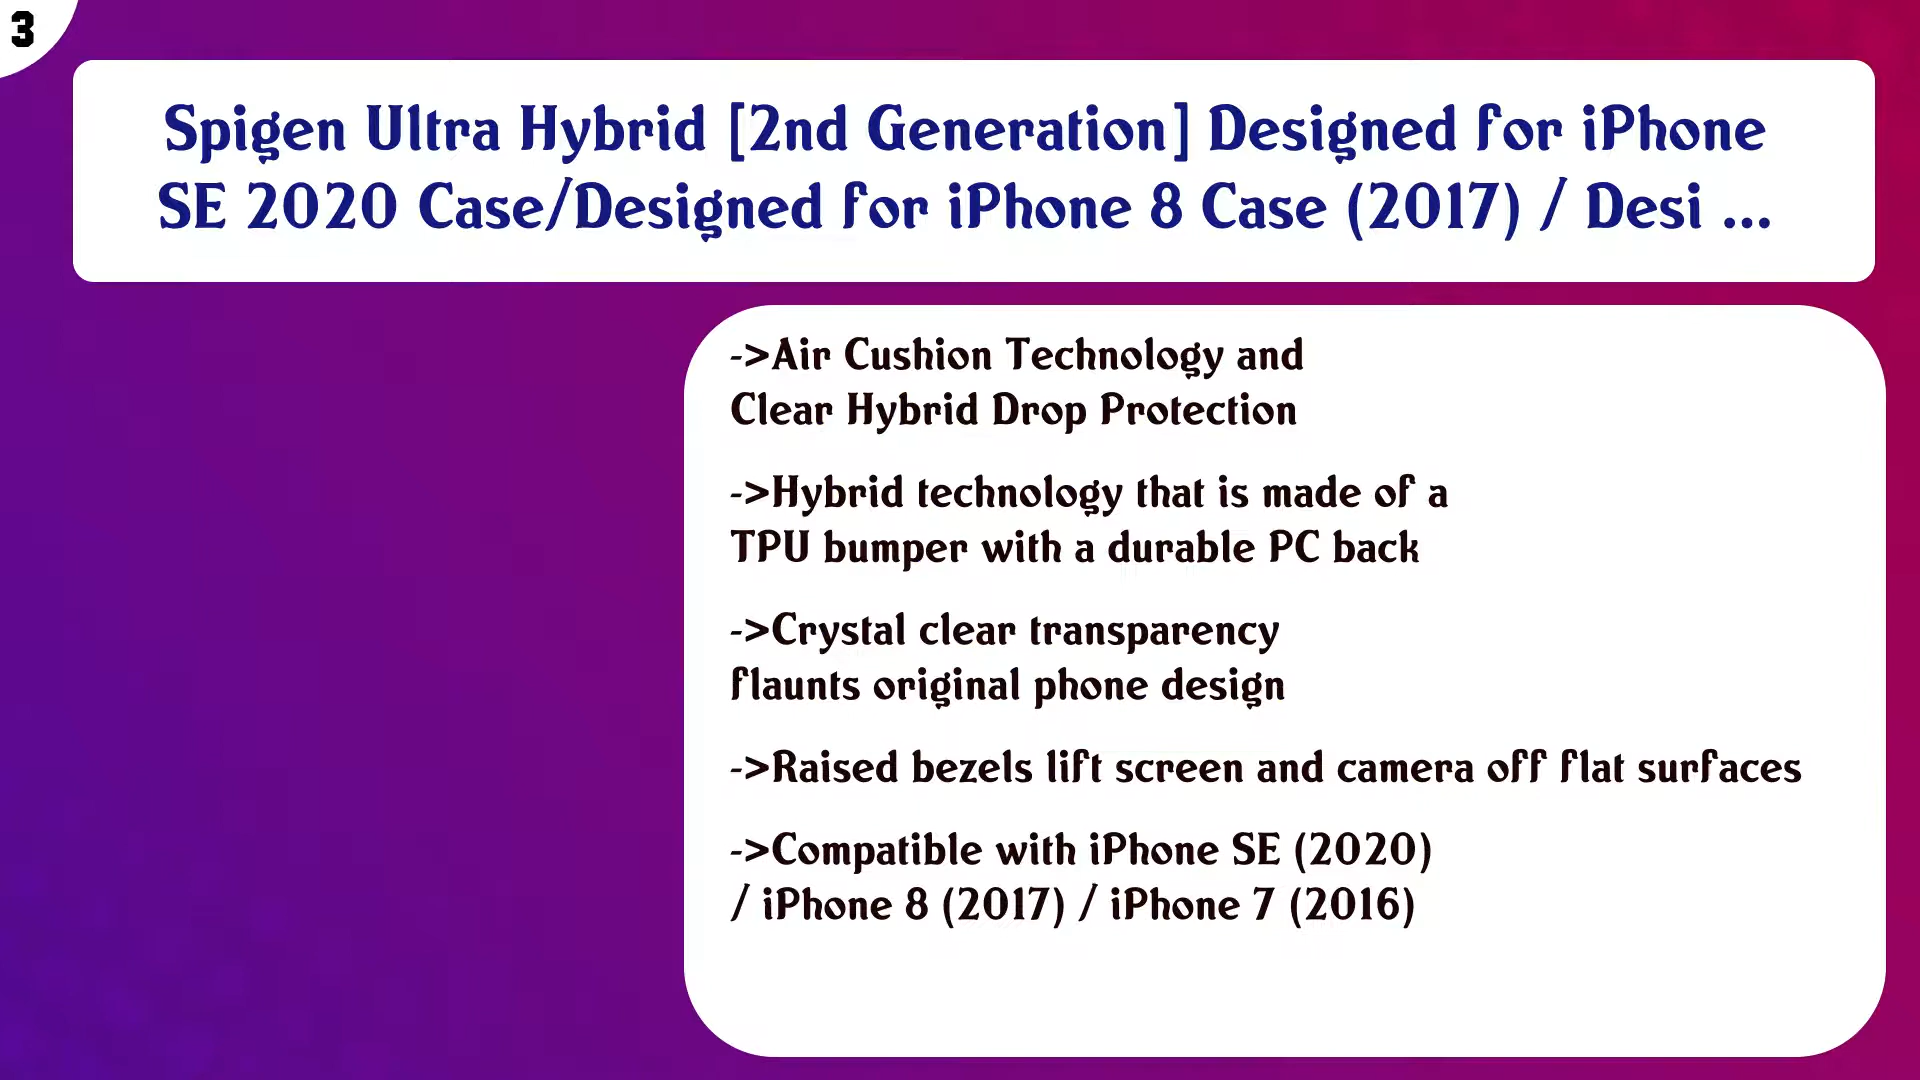 3
Spigen Ultra Hybrid [2nd Generation] Designed for iPhone
SE 2020 Case/Designed for iPhone 8 Case (2017) / Desi ...
->Air Cushion Technology and
Clear Hybrid Drop Protection
->Hybrid technology that is made of a
TPU bumper with a durable PC back
->Crystal clear transparency
flaunts original phone design
->Raised bezels lift screen and camera off flat surfaces
->Compatible with iPhone SE (2020)
/ iPhone 8 (2017) / iPhone 7 (2016)